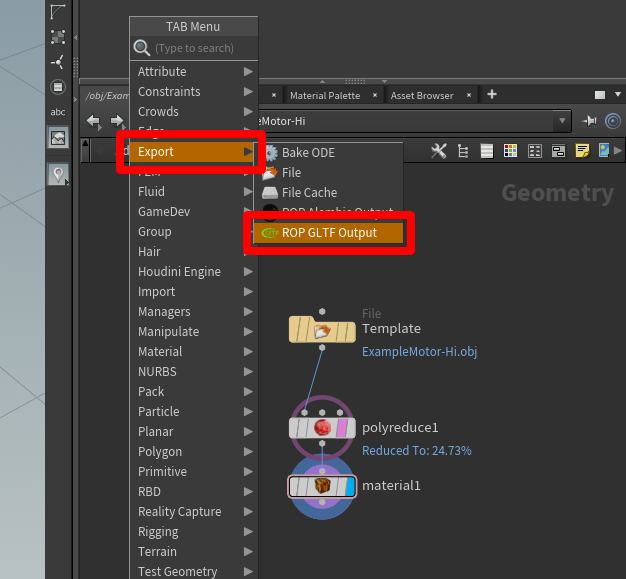 TAB Menu
(Type to search)
abc
/obj/Exam
Material Palette
Asset Browser
eMotor-Hi
Geometry
Attribute
Constraints
Crowds
Export
Fluid
GameDev
Group
Hair
Houdini Engine
Import
Managers
Manipulate
Material
NURBS
Pack
Particle
Planar
Polygon
Primitive
RBD
Reality Capture
Rigging
Terrain
Test Geometry
Bake ODE
File
File Cache
ROP Alembic Output
ROP GLTF Output
File
Template
ExampleMotor-Hi.obj
polyreduce1
Reduced To: 24.73%
material1